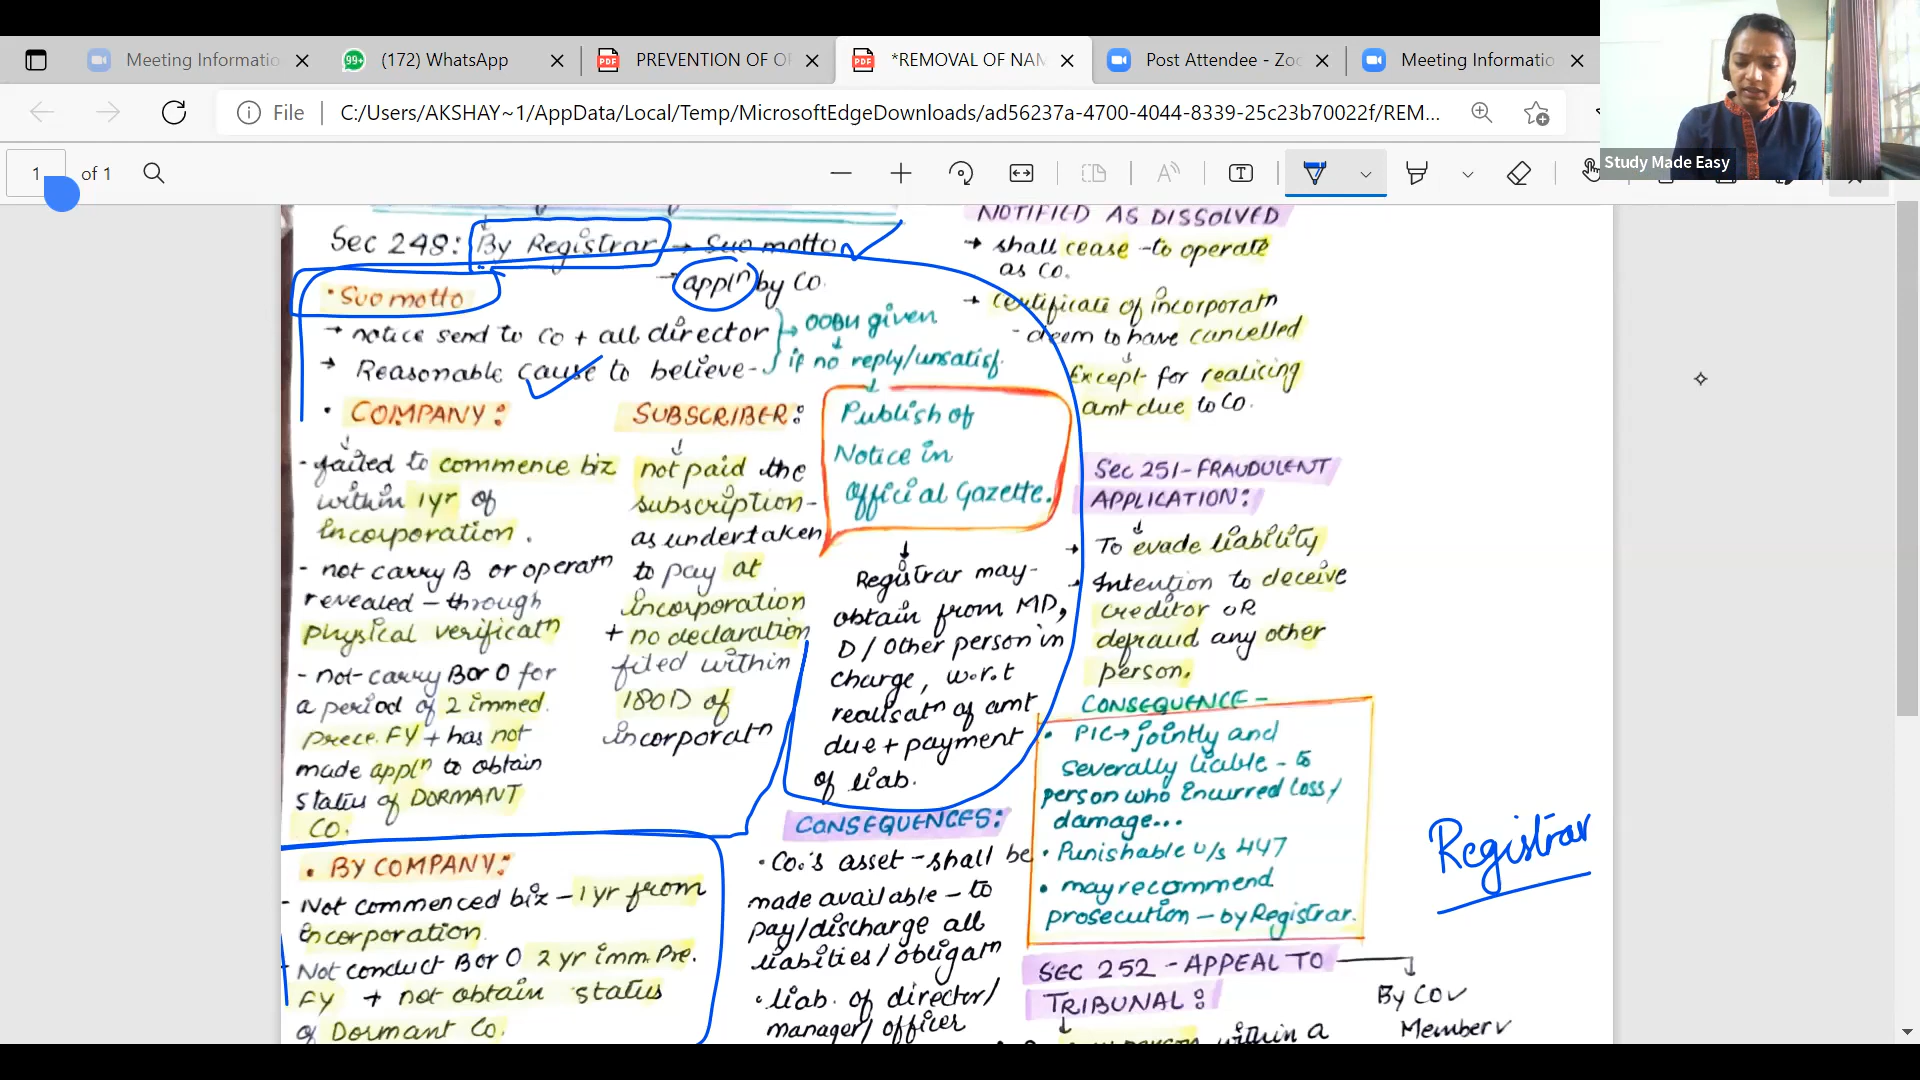 Meeting Informatio
(172) WhatsApp
99+
PREVENTION OF OP
*REMOVAL OF NAM
Post Attendee - Zoo
Meeting Informatio
File
C:/Users/AKSHAY~1/AppData/Local/Temp/MicrosoftEdgeDownloads/ad56237a-4700-4044-8339-25c23b70022f/REM...
Study Made Easy
1
of 1
Sec 248: By Registrar → Suo motto
→ appln by Co.
• Suo motto
→ notice send to Co + all director
→ Reasonable cause to believe-
→ OOBH given
if no reply/unsatisf.
• COMPANY:
- failed to commence biz
within 1yr of
Incorporation.
- not carry B or operatn
revealed - through
physical verificatn
- not-carry B or O for
a period of 2 immed.
prece. FY + has not
made appln to obtain
status of DORMANT
Co.
SUBSCRIBER:
not paid the
subscription-
as undertaken
to pay at
incorporation
+ no declaration
filed within
180D of
incorporatn
Publish of
Notice in
official Gazette.
Registrar may-
obtain from MD,
D/Other person in
charge, w.r.t
realisatn of amt
due + payment
of liab.
• BY COMPANY:
- Not commenced biz - 1yr from
incorporation.
- Not conduct B or O 2 yr imm. Pre.
FY + not obtain status
of Dormant Co.
CONSEQUENCES:
• Co.'s asset - shall be
made available - to
pay/discharge all
liabilities/obligatn
• liab. of director/
manager/officer
NOTIFIED AS DISSOLVED
→ shall cease -to operate
as Co.
→ Certificate of incorporatn
- deem to have cancelled
Except for realising
amt due to Co.
Sec 251-FRAUDULENT
APPLICATION:
→ To evade liability
→ Intention to deceive
creditor OR
defraud any other
person.
CONSEQUENCE -
• PIC → jointly and
severally liable - to
person who incurred loss/
damage...
• Punishable u/s 447
• may recommend
prosecution - by Registrar.
SEC 252 - APPEAL TO
TRIBUNAL:
By Co
Member
person within a
Registrar